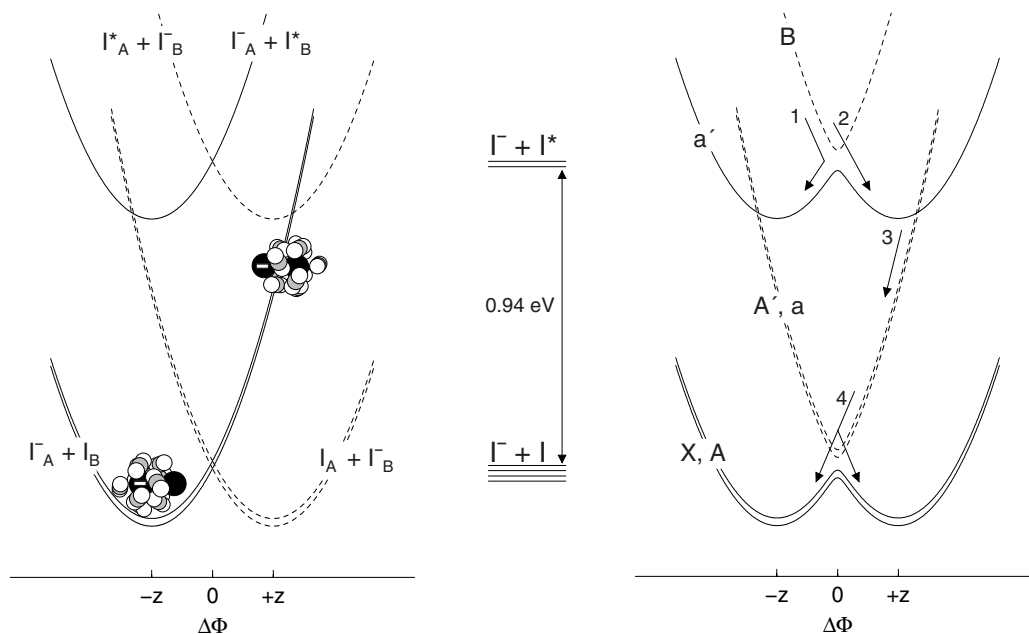 I*A + I⁻B
I⁻A + I*B
I⁻A + IB
IA + I⁻B
−z 0 +z
ΔΦ
I⁻ + I*
0.94 eV
I⁻ + I
B
1 2
a′
3
A′, a
4
X, A
−z 0 +z
ΔΦ